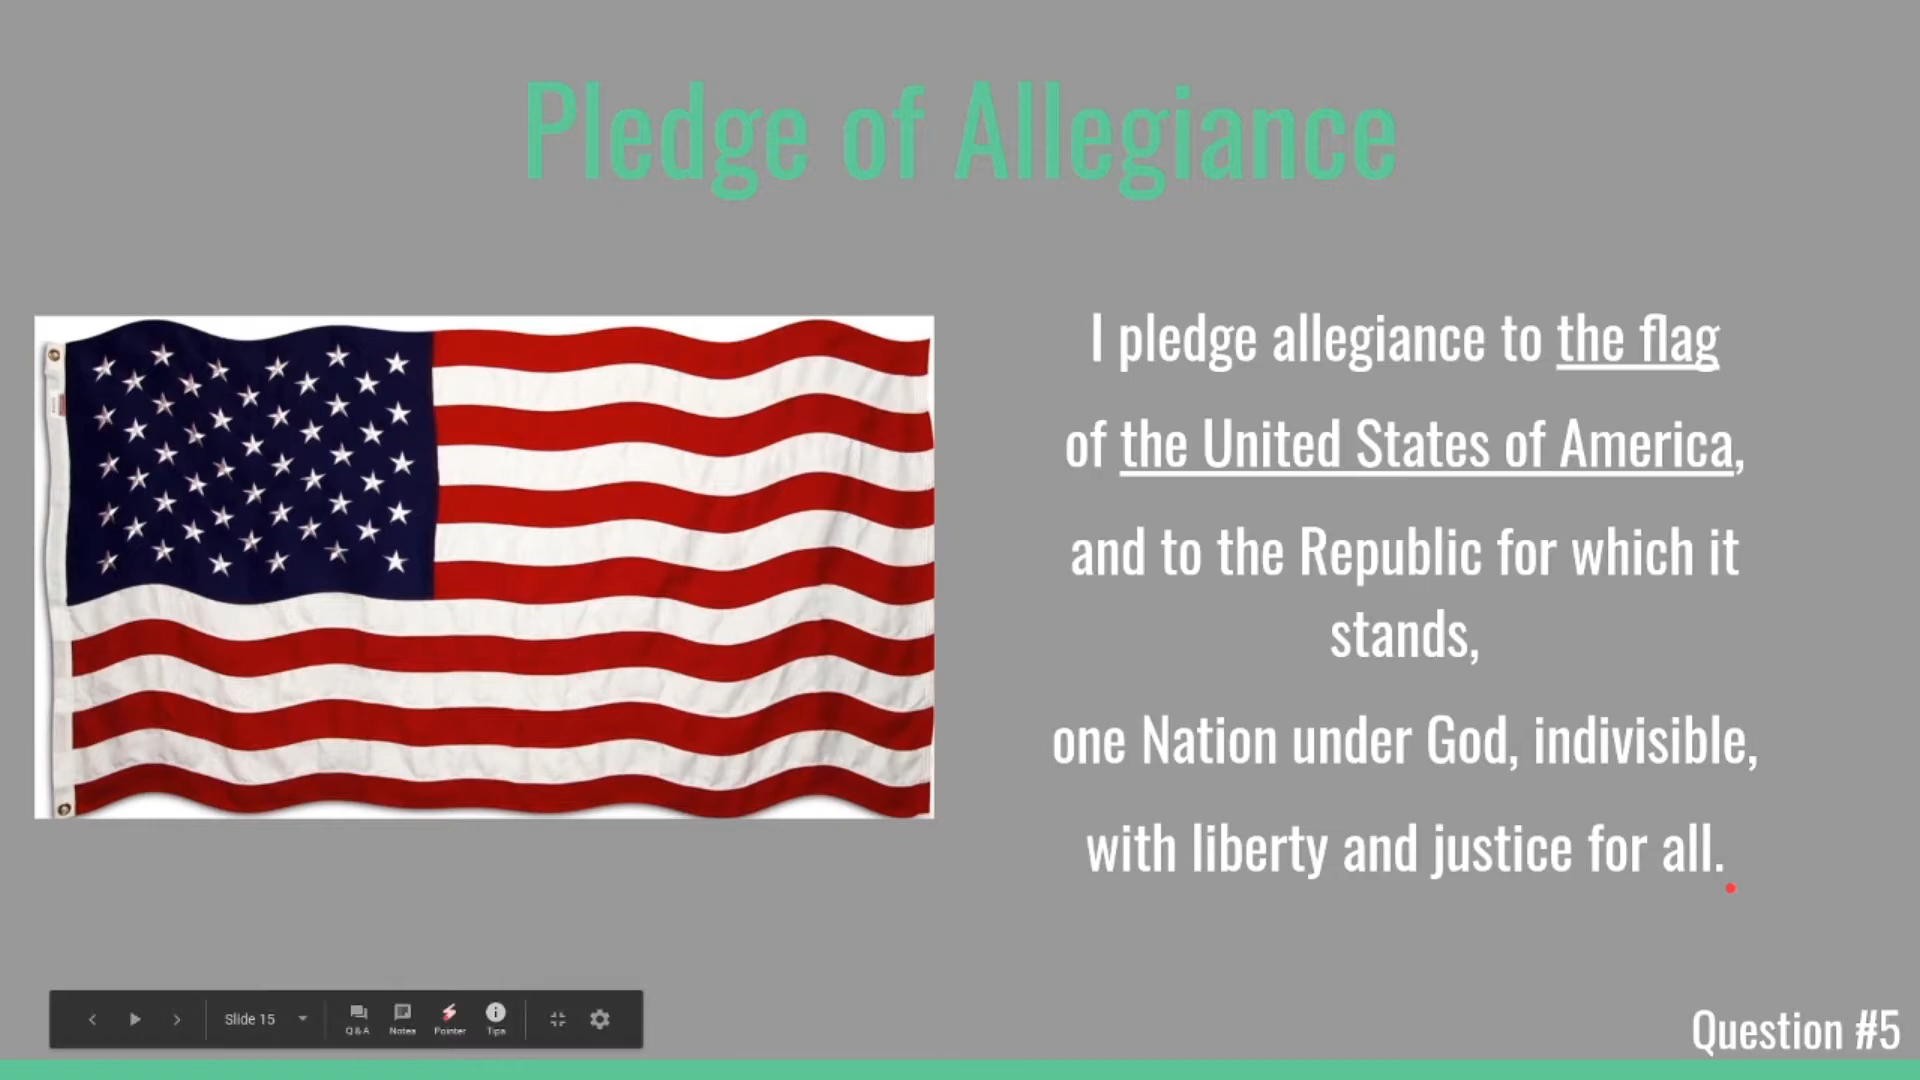 Pledge of Allegiance
I pledge allegiance to the flag
of the United States of America,
and to the Republic for which it
stands,
one Nation under God, indivisible,
with liberty and justice for all.
Slide 15
Q&A Notes Pointer Tips
Question #5